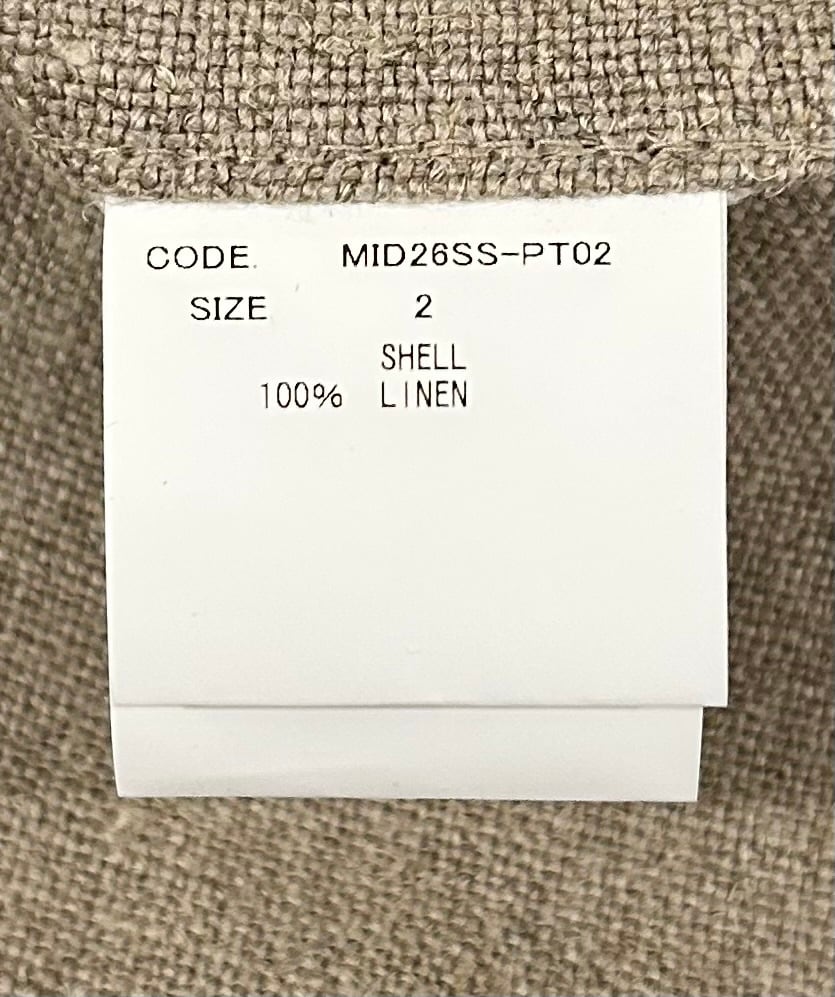 CODE. MID26SS-PT02
SIZE 2
SHELL
100% LINEN